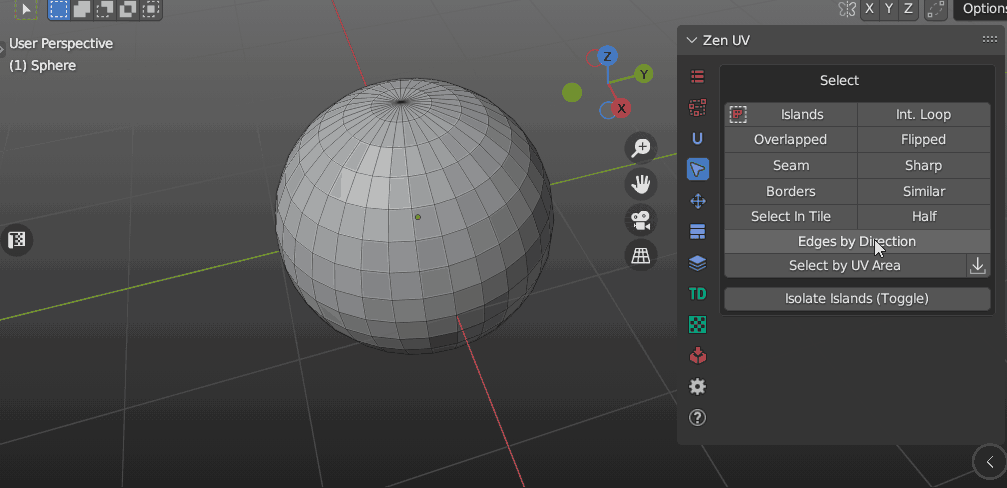 X Y Z Options
User Perspective
(1) Sphere
Z
Y
X
Zen UV
Select
Islands Int. Loop
Overlapped Flipped
Seam Sharp
Borders Similar
Select In Tile Half
Edges by Direction
Select by UV Area
Isolate Islands (Toggle)
U
TD
?